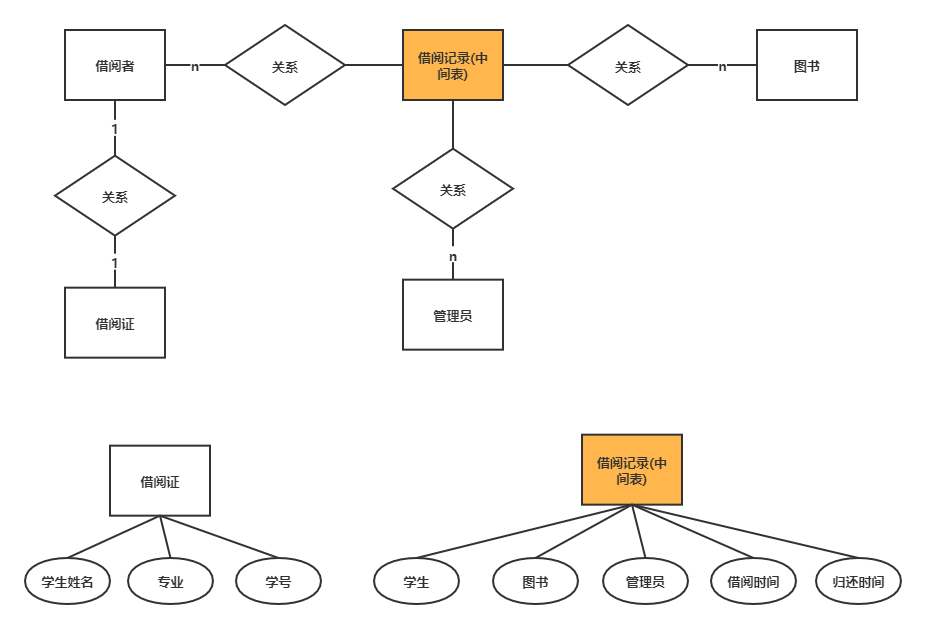 借阅者
n
关系
借阅记录(中
间表)
关系
n
图书
1
关系
关系
1
n
借阅证
管理员
借阅证
借阅记录(中
间表)
学生姓名
专业
学号
学生
图书
管理员
借阅时间
归还时间